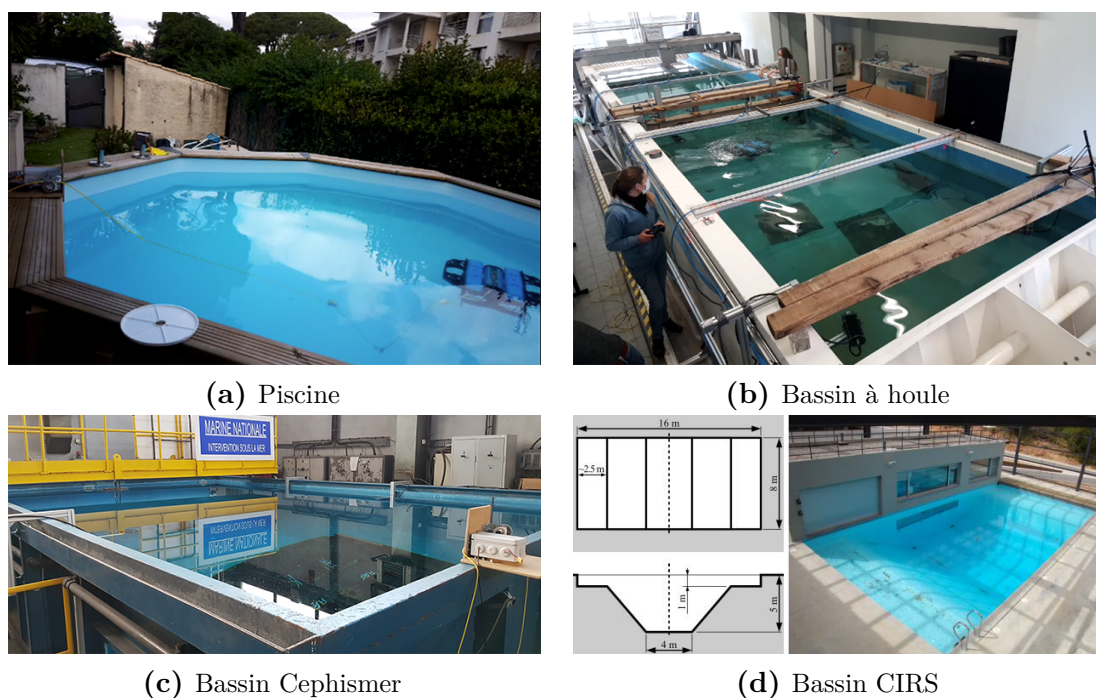 (a) Piscine
(b) Bassin à houle
MARINE NATIONALE
INTERVENTION SOUS LA MER
16 m
~2.5 m
8 m
1 m
5 m
4 m
(c) Bassin Cephismer
(d) Bassin CIRS